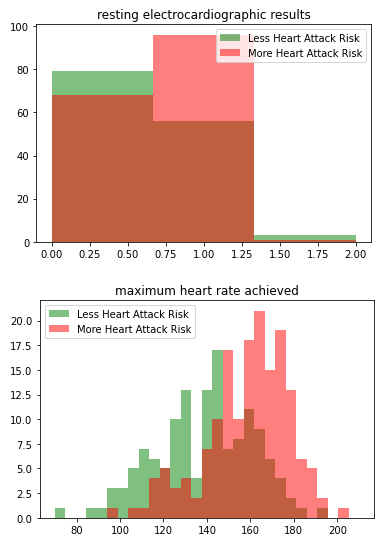 resting electrocardiographic results
Less Heart Attack Risk
More Heart Attack Risk
100
80
60
40
20
0
0.00 0.25 0.50 0.75 1.00 1.25 1.50 1.75 2.00
maximum heart rate achieved
Less Heart Attack Risk
More Heart Attack Risk
20.0
17.5
15.0
12.5
10.0
7.5
5.0
2.5
0.0
80 100 120 140 160 180 200